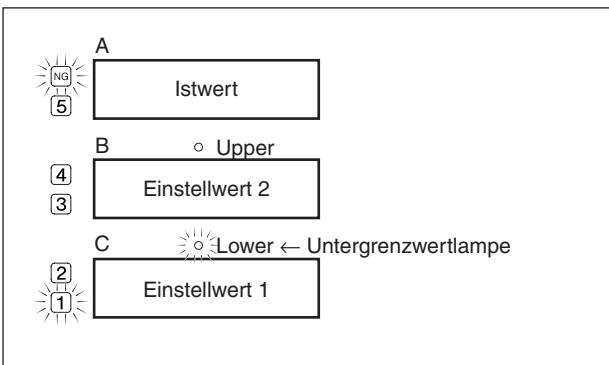 A
NG
Istwert
5
B
Upper
4
Einstellwert 2
3
C
Lower ← Untergrenzwertlampe
2
Einstellwert 1
1